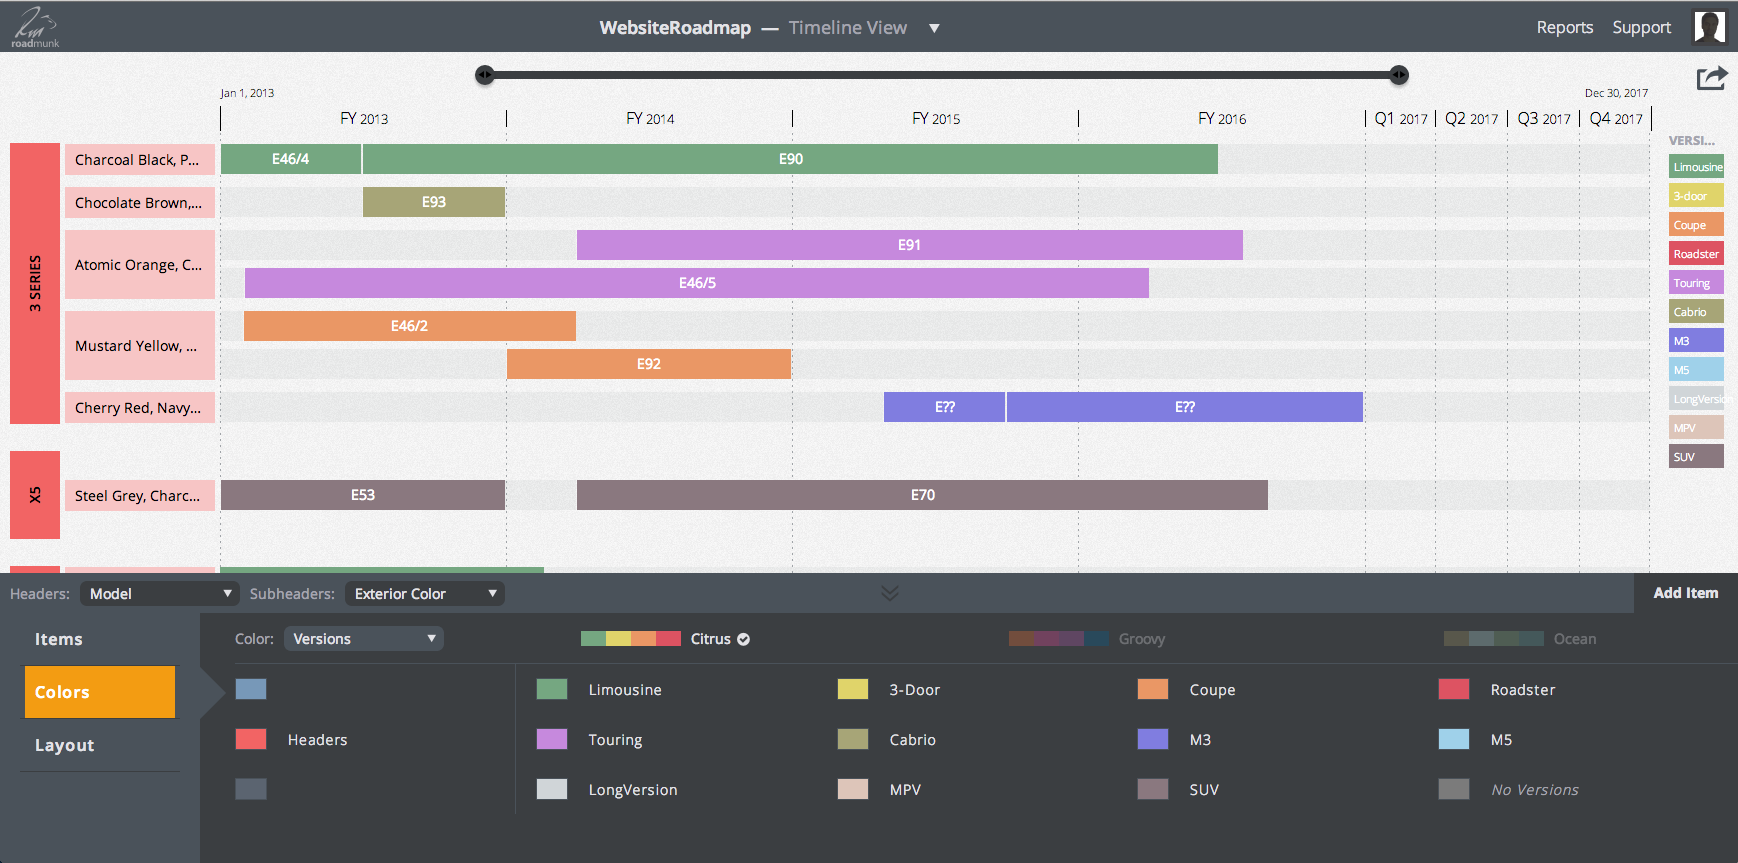 roadmunk
WebsiteRoadmap — Timeline View ▼
Reports Support
Jan 1, 2013
Dec 30, 2017
FY 2013 FY 2014 FY 2015 FY 2016 Q1 2017 Q2 2017 Q3 2017 Q4 2017
VERSI...
Limousine
3-door
Coupe
Roadster
Touring
Cabrio
M3
M5
LongVersion
MPV
SUV
3 SERIES
Charcoal Black, P... E46/4 E90
Chocolate Brown,... E93
Atomic Orange, C... E91
E46/5
Mustard Yellow, ... E46/2
E92
Cherry Red, Navy... E?? E??
X5
Steel Grey, Charc... E53 E70
Headers: Model ▼ Subheaders: Exterior Color ▼
Add Item
Items
Colors
Layout
Color: Versions ▼ Citrus Groovy Ocean
Limousine 3-Door Coupe Roadster
Headers Touring Cabrio M3 M5
LongVersion MPV SUV No Versions